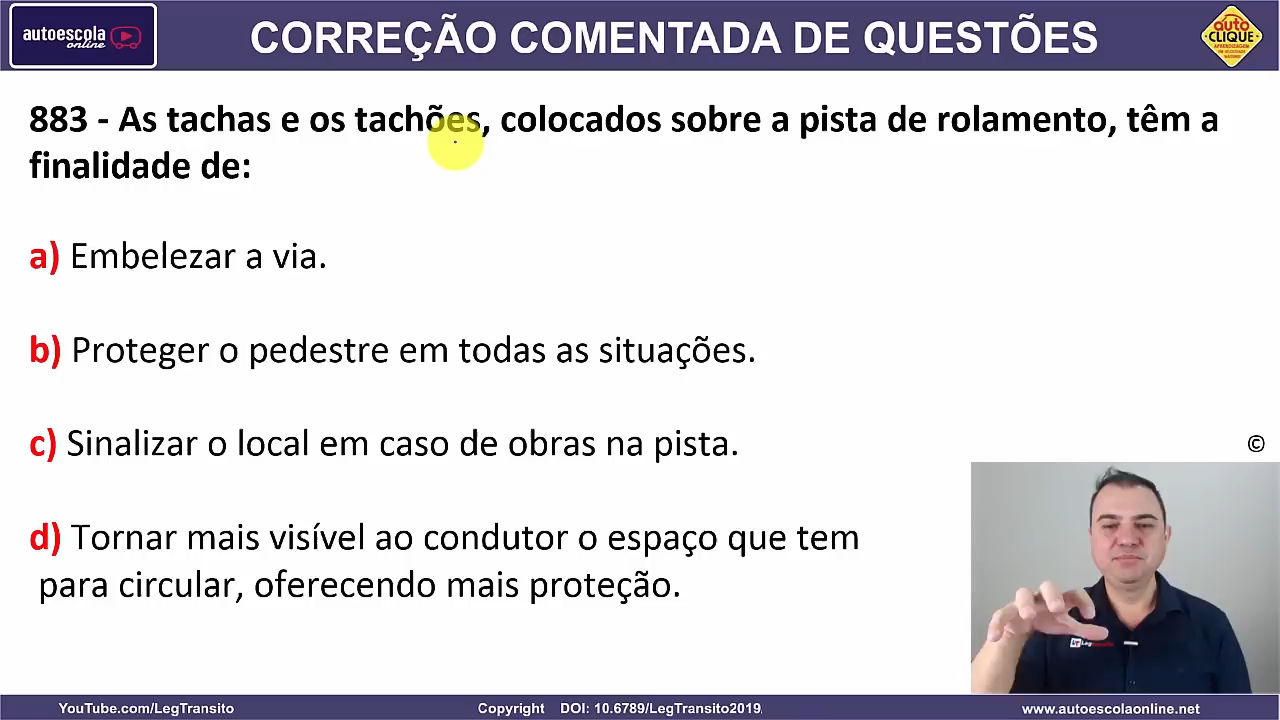 autoescola
online
CORREÇÃO COMENTADA DE QUESTÕES
auto
CLIQUE
883 - As tachas e os tachões, colocados sobre a pista de rolamento, têm a
finalidade de:
a) Embelezar a via.
b) Proteger o pedestre em todas as situações.
c) Sinalizar o local em caso de obras na pista.
©
d) Tornar mais visível ao condutor o espaço que tem
para circular, oferecendo mais proteção.
YouTube.com/LegTransito
Copyright DOI: 10.6789/LegTransito2019
www.autoescolaonline.net